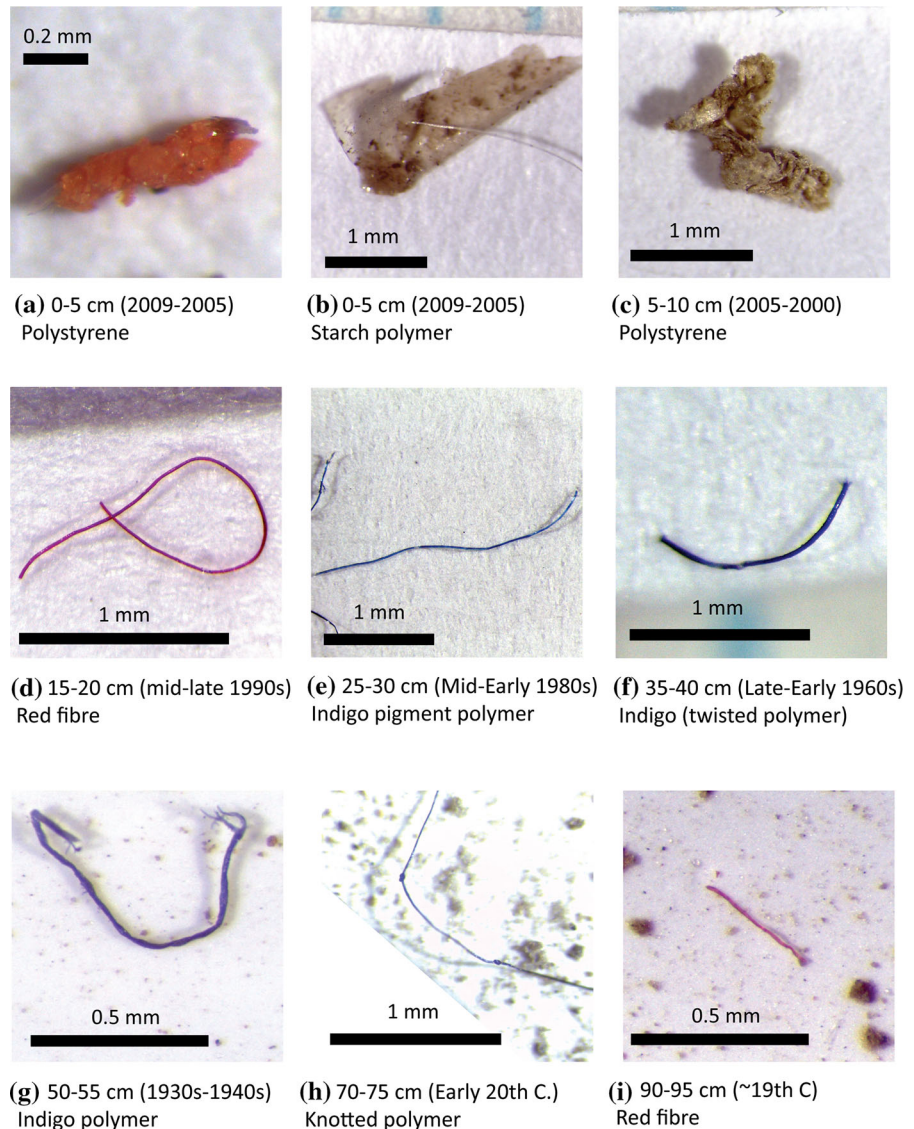 0.2 mm
1 mm
1 mm
(a) 0-5 cm (2009-2005)
Polystyrene
(b) 0-5 cm (2009-2005)
Starch polymer
(c) 5-10 cm (2005-2000)
Polystyrene
1 mm
1 mm
1 mm
(d) 15-20 cm (mid-late 1990s)
Red fibre
(e) 25-30 cm (Mid-Early 1980s)
Indigo pigment polymer
(f) 35-40 cm (Late-Early 1960s)
Indigo (twisted polymer)
0.5 mm
1 mm
0.5 mm
(g) 50-55 cm (1930s-1940s)
Indigo polymer
(h) 70-75 cm (Early 20th C.)
Knotted polymer
(i) 90-95 cm (~19th C)
Red fibre